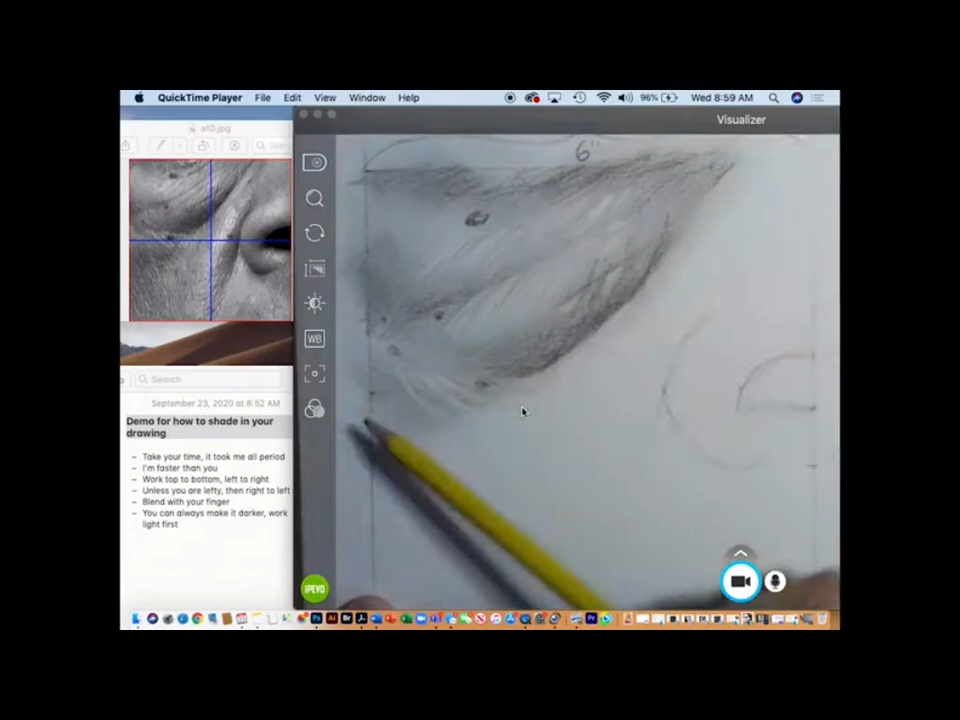 QuickTime Player File Edit View Window Help 96% Wed 8:59 AM
a10.jpg
Visualizer
6"
WB
Search
September 23, 2020 at 8:52 AM
Demo for how to shade in your
drawing
– Take your time, it took me all period
– I'm faster than you
– Work top to bottom, left to right
– Unless you are lefty, then right to left
– Blend with your finger
– You can always make it darker, work
light first
IPEVO